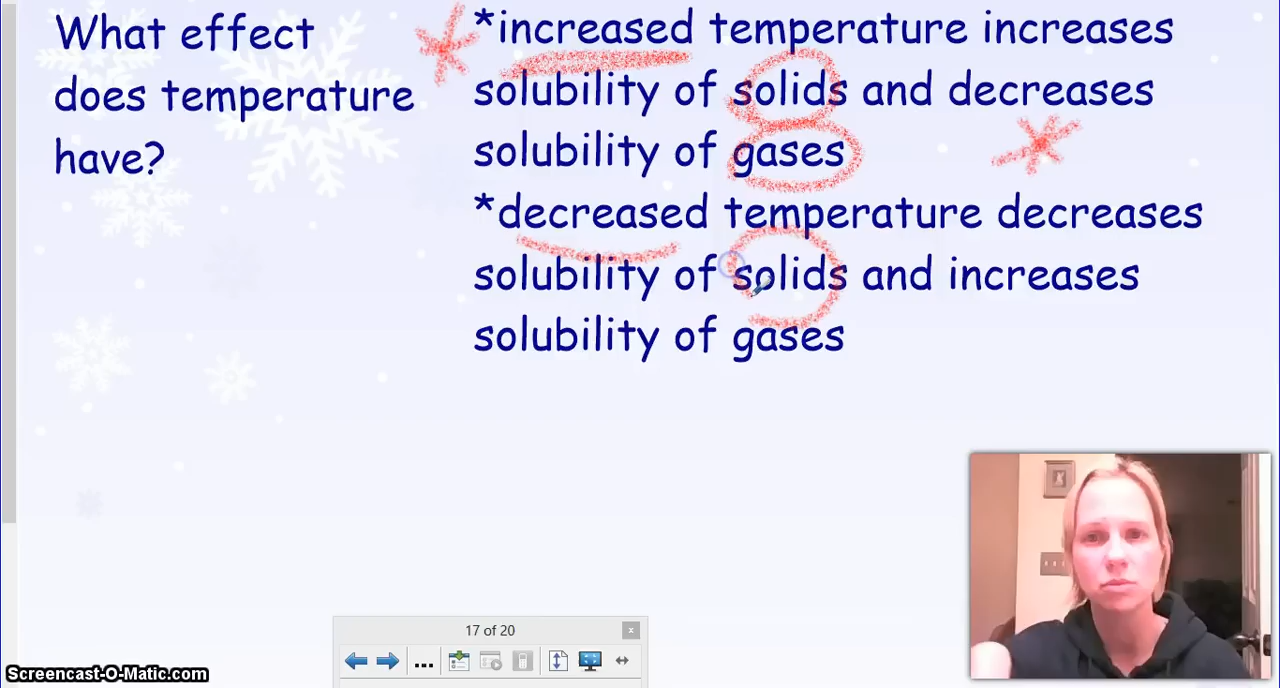 What effect
does temperature
have?
*increased temperature increases
solubility of solids and decreases
solubility of gases
*decreased temperature decreases
solubility of solids and increases
solubility of gases
17 of 20
Screencast-O-Matic.com